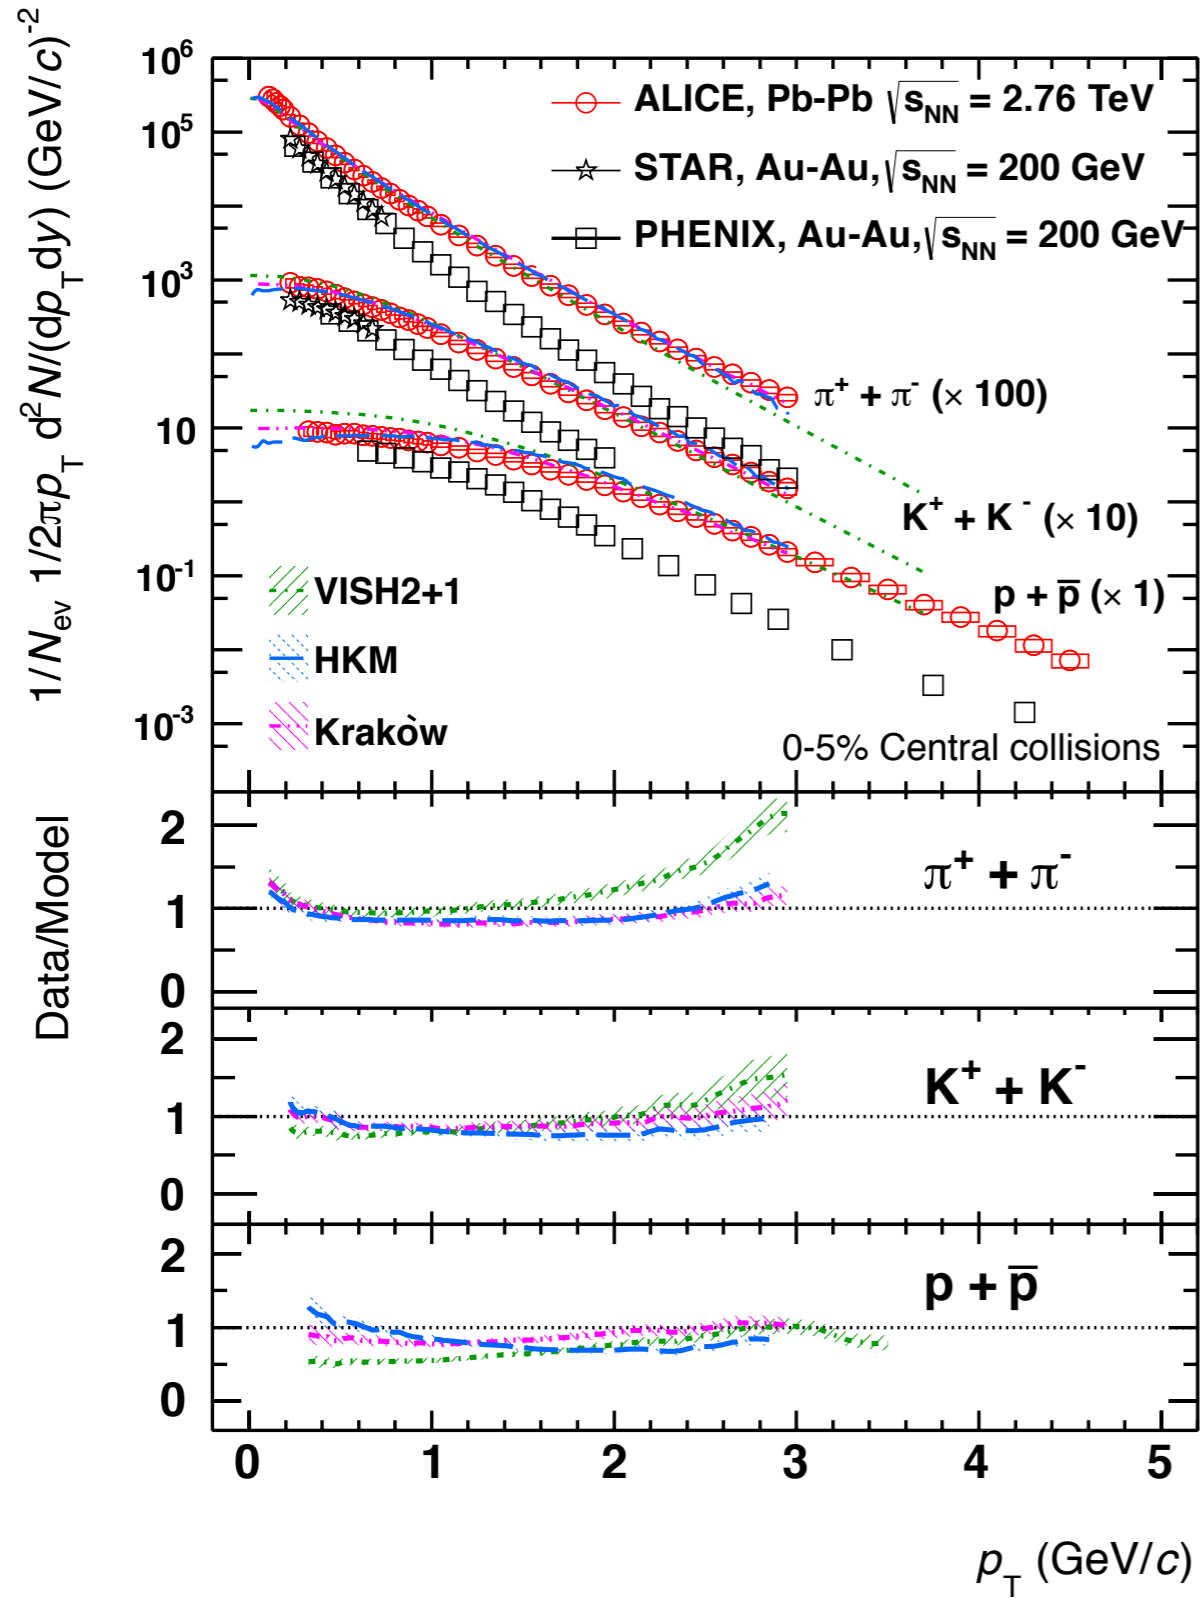 1/N_ev 1/2πp_T d²N/(dp_T dy) (GeV/c)⁻²
10⁶
10⁵
10³
10
10⁻¹
10⁻³
ALICE, Pb-Pb √s_NN = 2.76 TeV
STAR, Au-Au,√s_NN = 200 GeV
PHENIX, Au-Au,√s_NN = 200 GeV
π⁺ + π⁻ (× 100)
K⁺ + K⁻ (× 10)
p + p̅ (× 1)
VISH2+1
HKM
Krakòw
0-5% Central collisions
Data/Model
2
1
0
π⁺ + π⁻
2
1
0
K⁺ + K⁻
2
1
0
p + p̅
0 1 2 3 4 5
p_T (GeV/c)